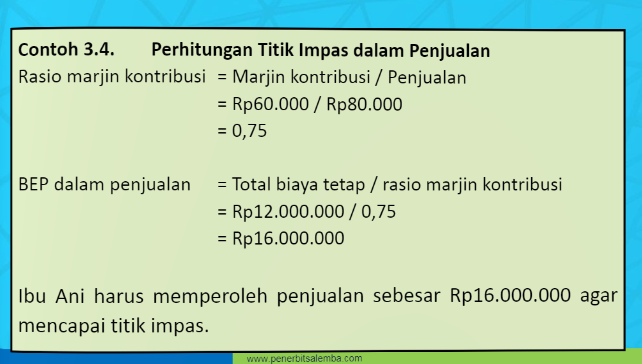 Contoh 3.4. Perhitungan Titik Impas dalam Penjualan
Rasio marjin kontribusi = Marjin kontribusi / Penjualan
= Rp60.000 / Rp80.000
= 0,75
BEP dalam penjualan = Total biaya tetap / rasio marjin kontribusi
= Rp12.000.000 / 0,75
= Rp16.000.000
Ibu Ani harus memperoleh penjualan sebesar Rp16.000.000 agar
mencapai titik impas.
www.penerbitsalemba.com